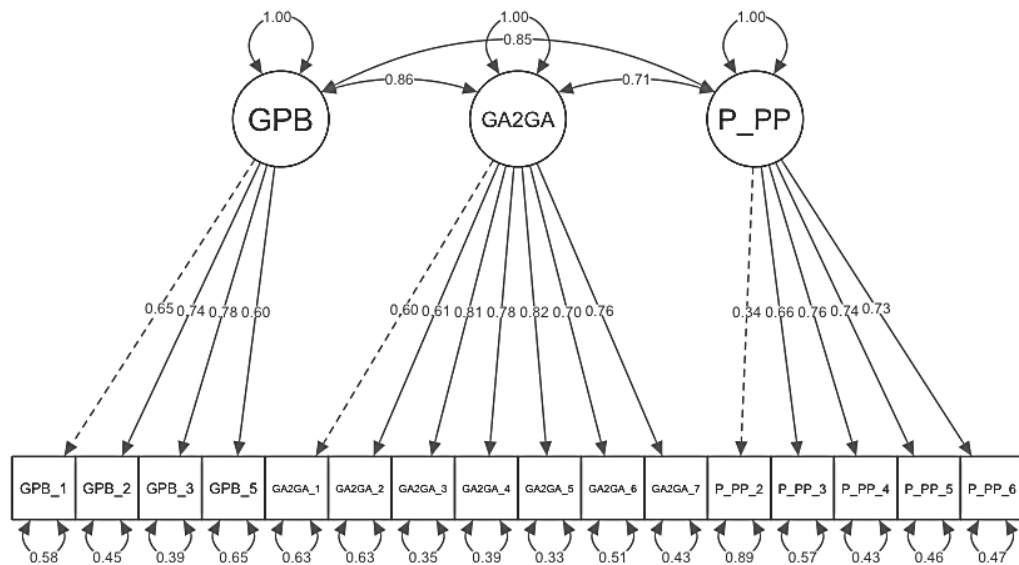 1.00 1.00 1.00
0.85
0.86 0.71
GPB GA2GA P_PP
0.65 0.74 0.78 0.60 0.60 0.61 0.81 0.78 0.82 0.70 0.76 0.34 0.66 0.76 0.74 0.73
GPB_1 GPB_2 GPB_3 GPB_5 GA2GA_1 GA2GA_2 GA2GA_3 GA2GA_4 GA2GA_5 GA2GA_6 GA2GA_7 P_PP_2 P_PP_3 P_PP_4 P_PP_5 P_PP_6
0.58 0.45 0.39 0.65 0.63 0.63 0.35 0.39 0.33 0.51 0.43 0.89 0.57 0.43 0.46 0.47